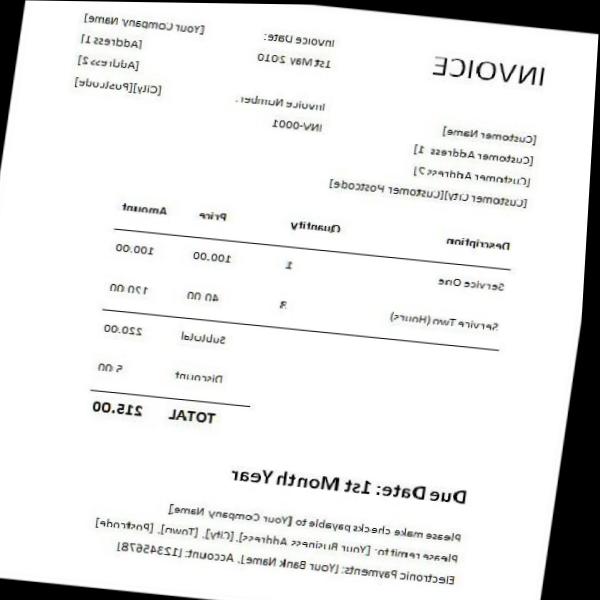 INVOICE
Invoice Date:
1st May 2010
Invoice Number:
INV-0001
[Your Company Name]
[Address 1]
[Address 2]
[City][Postcode]
[Customer Name]
[Customer Address 1]
[Customer Address 2]
[Customer City][Customer Postcode]
Description Quantity Price Amount
Service One 1 100.00 100.00
Service Two (Hours) 3 40.00 120.00
Subtotal 220.00
Discount 5.00
TOTAL 215.00
Due Date: 1st Month Year
Please make checks payable to [Your Company Name]
Please remit to: [Your Business Address], [City], [Town], [Postcode]
Electronic Payments: [Your Bank Name], Account: [12345678]